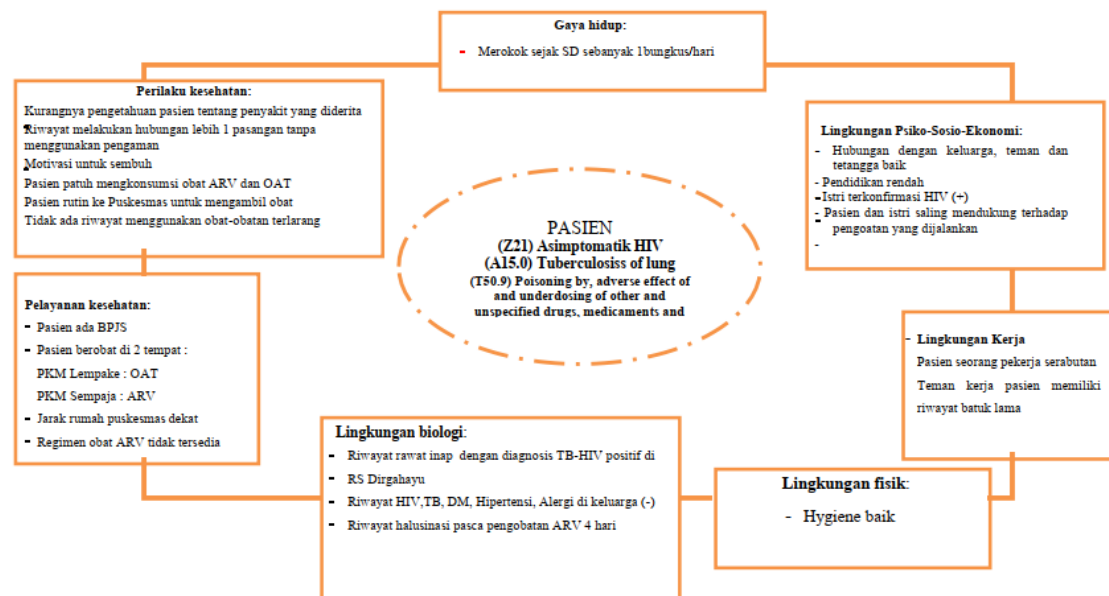 Gaya hidup:
- Merokok sejak SD sebanyak 1bungkus/hari
Perilaku kesehatan:
Kurangnya pengetahuan pasien tentang penyakit yang diderita
Riwayat melakukan hubungan lebih 1 pasangan tanpa
menggunakan pengaman
Motivasi untuk sembuh
Pasien patuh mengkonsumsi obat ARV dan OAT
Pasien rutin ke Puskesmas untuk mengambil obat
Tidak ada riwayat menggunakan obat-obatan terlarang
Lingkungan Psiko-Sosio-Ekonomi:
- Hubungan dengan keluarga, teman dan
tetangga baik
- Pendidikan rendah
- Istri terkonfirmasi HIV (+)
- Pasien dan istri saling mendukung terhadap
pengoatan yang dijalankan
-
PASIEN
(Z21) Asimptomatik HIV
(A15.0) Tuberculosiss of lung
(T50.9) Poisoning by, adverse effect of
and underdosing of other and
unspecified drugs, medicaments and
Pelayanan kesehatan:
- Pasien ada BPJS
- Pasien berobat di 2 tempat :
PKM Lempake : OAT
PKM Sempaja : ARV
- Jarak rumah puskesmas dekat
- Regimen obat ARV tidak tersedia
- Lingkungan Kerja
Pasien seorang pekerja serabutan
Teman kerja pasien memiliki
riwayat batuk lama
Lingkungan biologi:
- Riwayat rawat inap dengan diagnosis TB-HIV positif di
- RS Dirgahayu
- Riwayat HIV,TB, DM, Hipertensi, Alergi di keluarga (-)
- Riwayat halusinasi pasca pengobatan ARV 4 hari
Lingkungan fisik:
- Hygiene baik